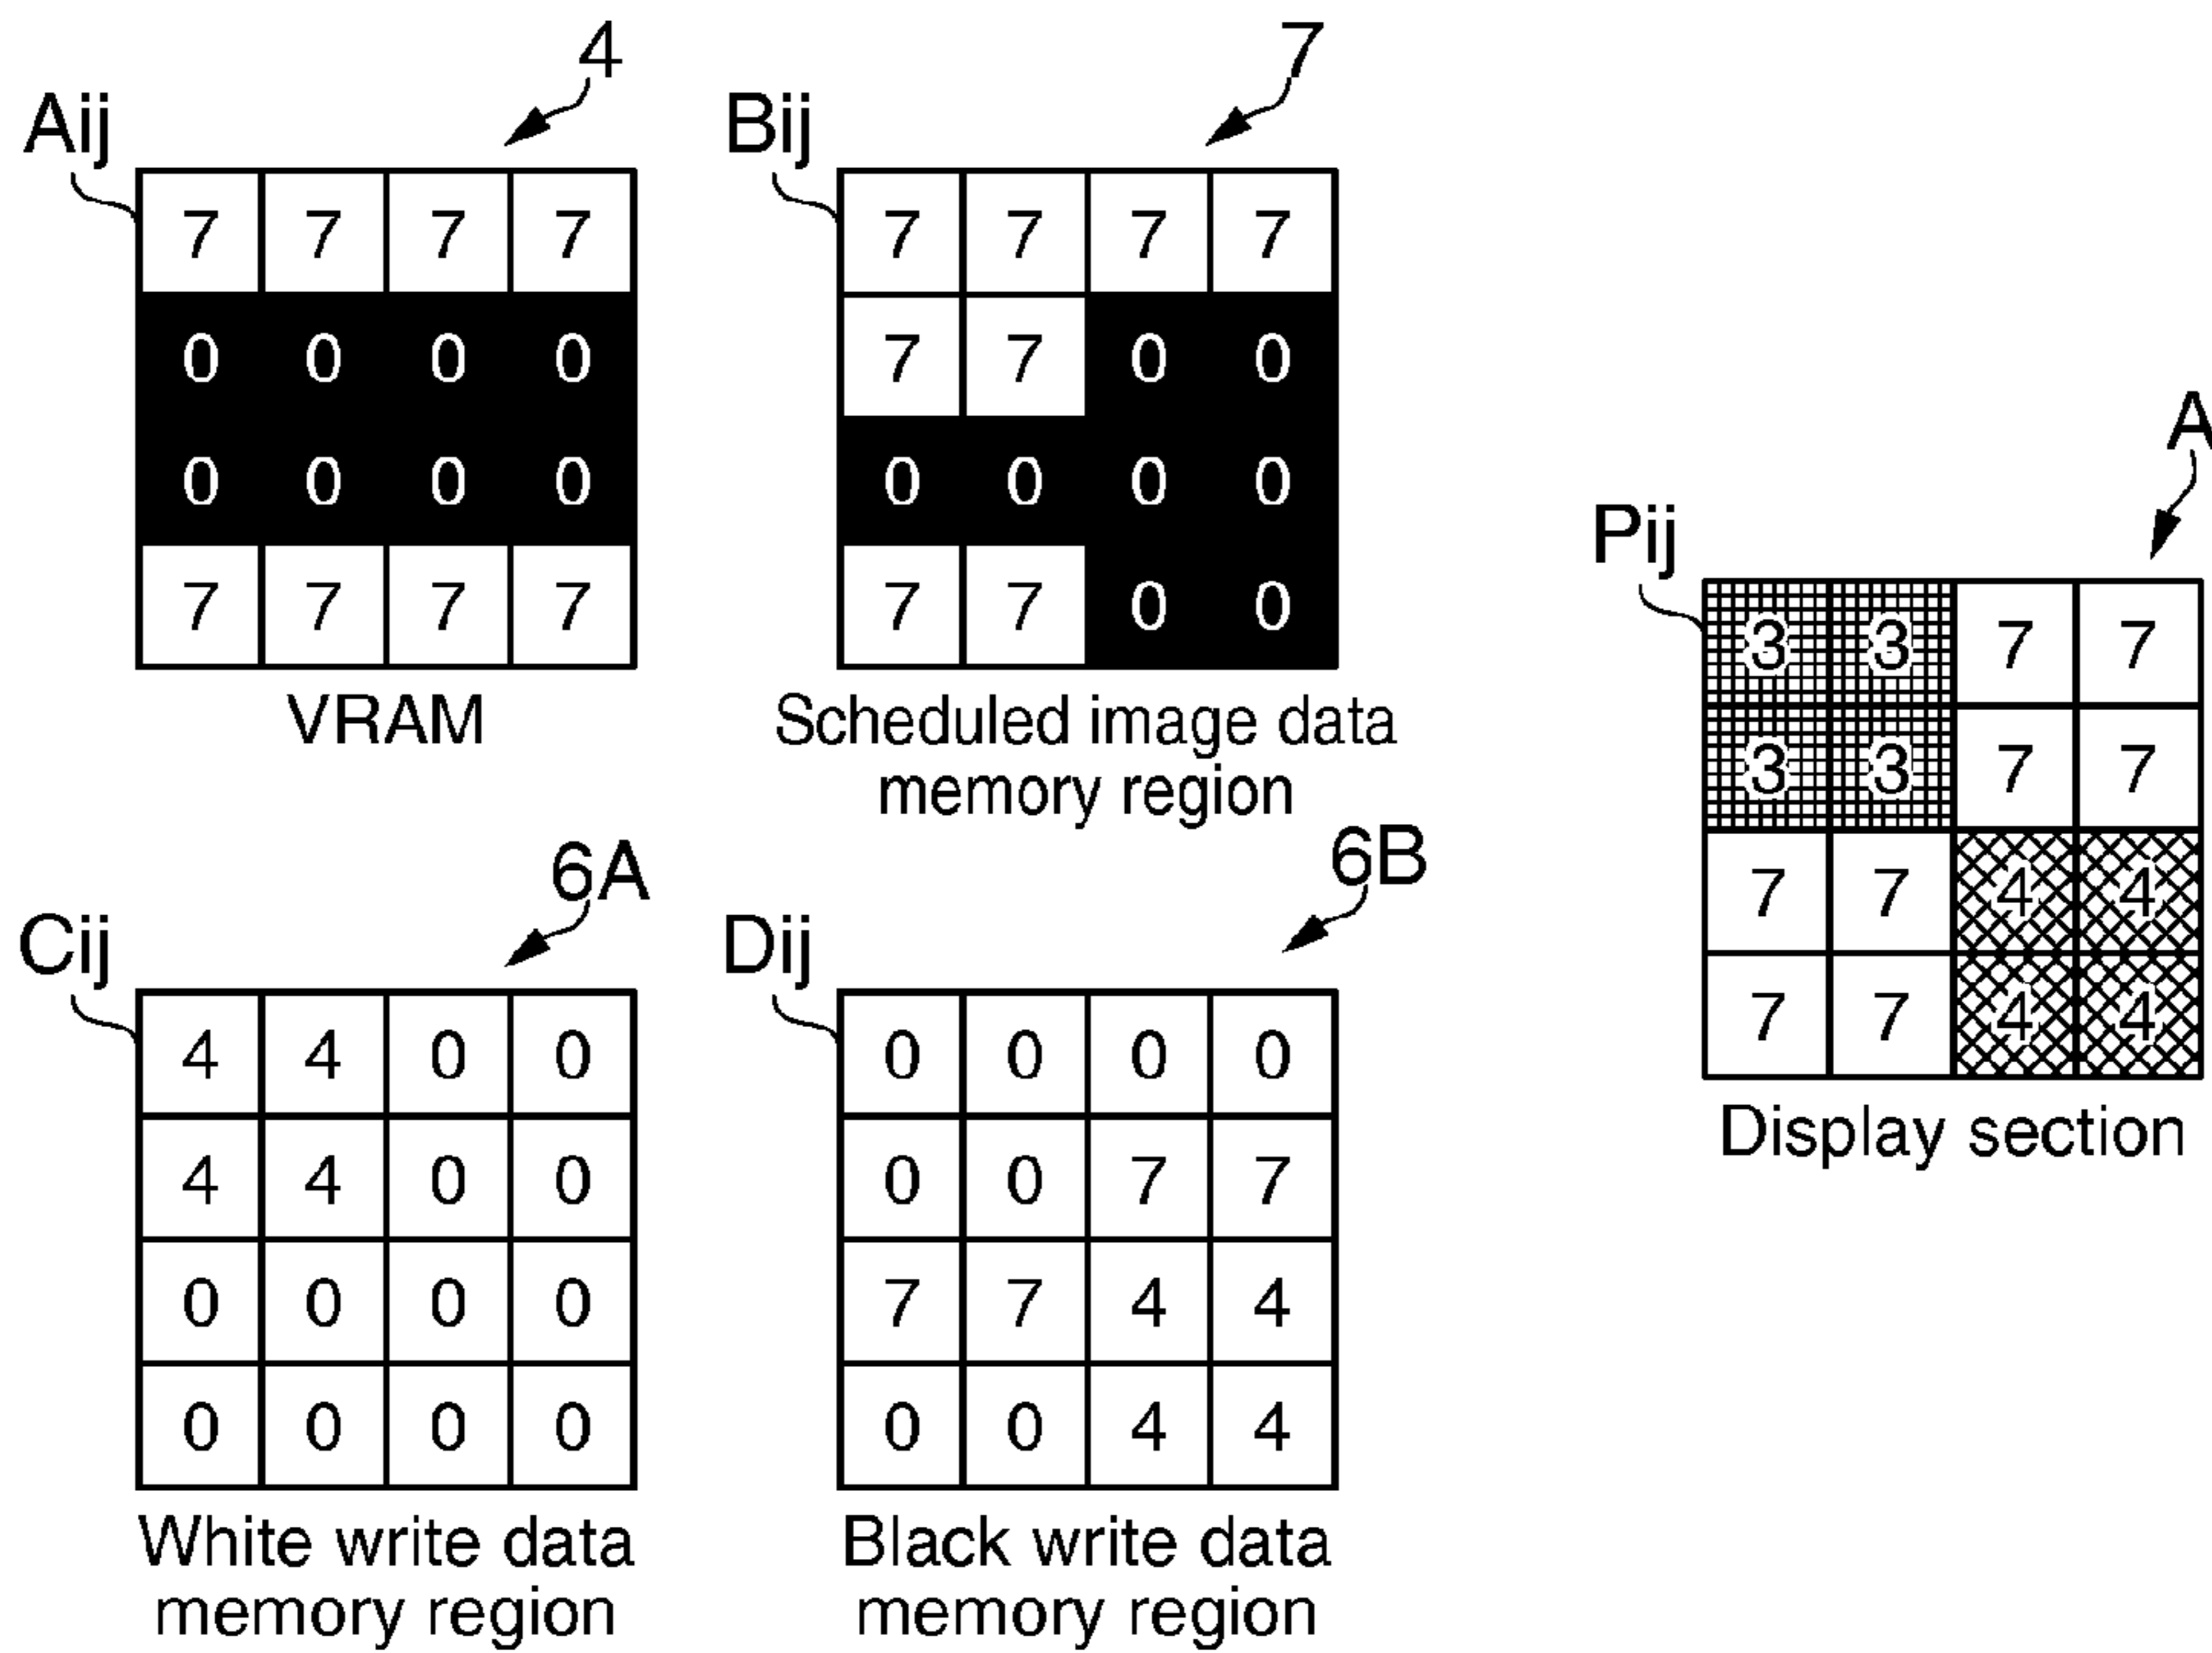 4
7
Aij
Bij
7 7 7 7
7 7 7 7
0 0 0 0
7 7 0 0
0 0 0 0
0 0 0 0
7 7 7 7
7 7 0 0
VRAM
Scheduled image data
memory region
A
Pij
3 3 7 7
3 3 7 7
7 7 4 4
7 7 4 4
Display section
6A
6B
Cij
Dij
4 4 0 0
0 0 0 0
4 4 0 0
0 0 7 7
0 0 0 0
7 7 4 4
0 0 0 0
0 0 4 4
White write data
memory region
Black write data
memory region